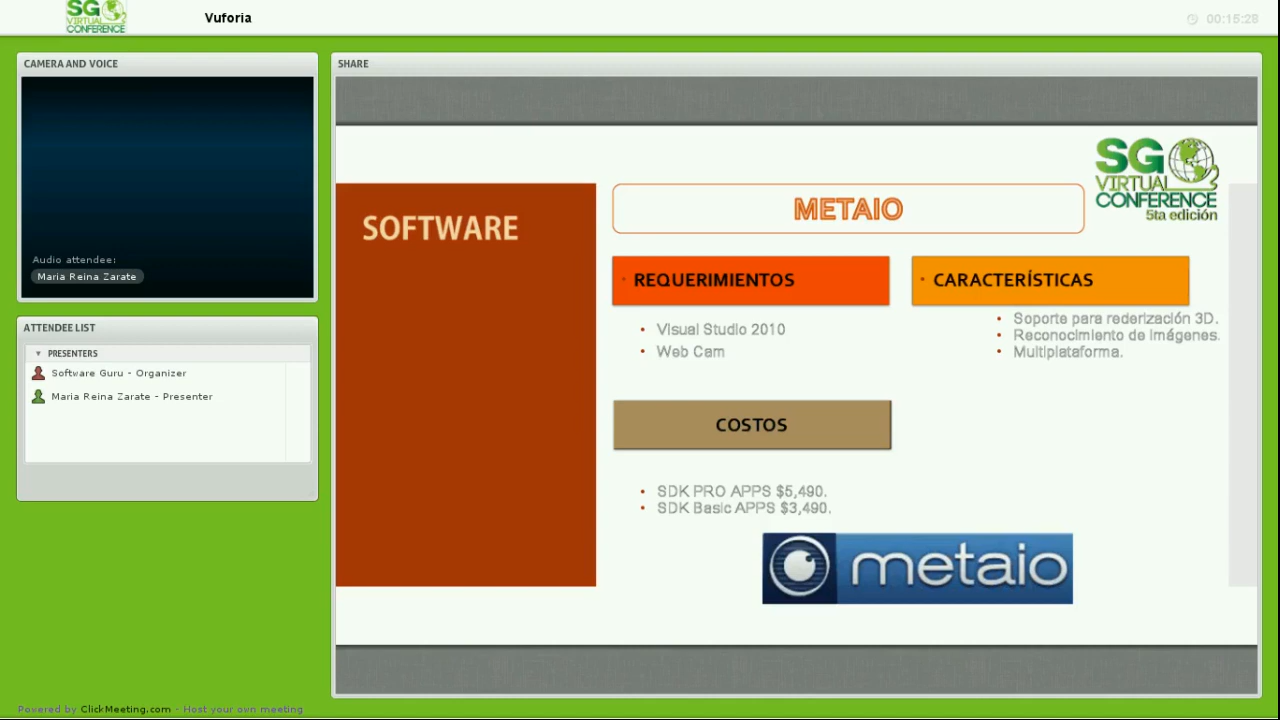 SG
VIRTUAL
CONFERENCE
Vuforia
00:15:28
CAMERA AND VOICE
Audio attendee:
Maria Reina Zarate
ATTENDEE LIST
PRESENTERS
Software Guru - Organizer
Maria Reina Zarate - Presenter
SHARE
SG
VIRTUAL
CONFERENCE
5ta edición
SOFTWARE
METAIO
REQUERIMIENTOS
Visual Studio 2010
Web Cam
CARACTERÍSTICAS
Soporte para rederización 3D.
Reconocimiento de imágenes.
Multiplataforma.
COSTOS
SDK PRO APPS $5,490.
SDK Basic APPS $3,490.
metaio
Powered by ClickMeeting.com - Host your own meeting